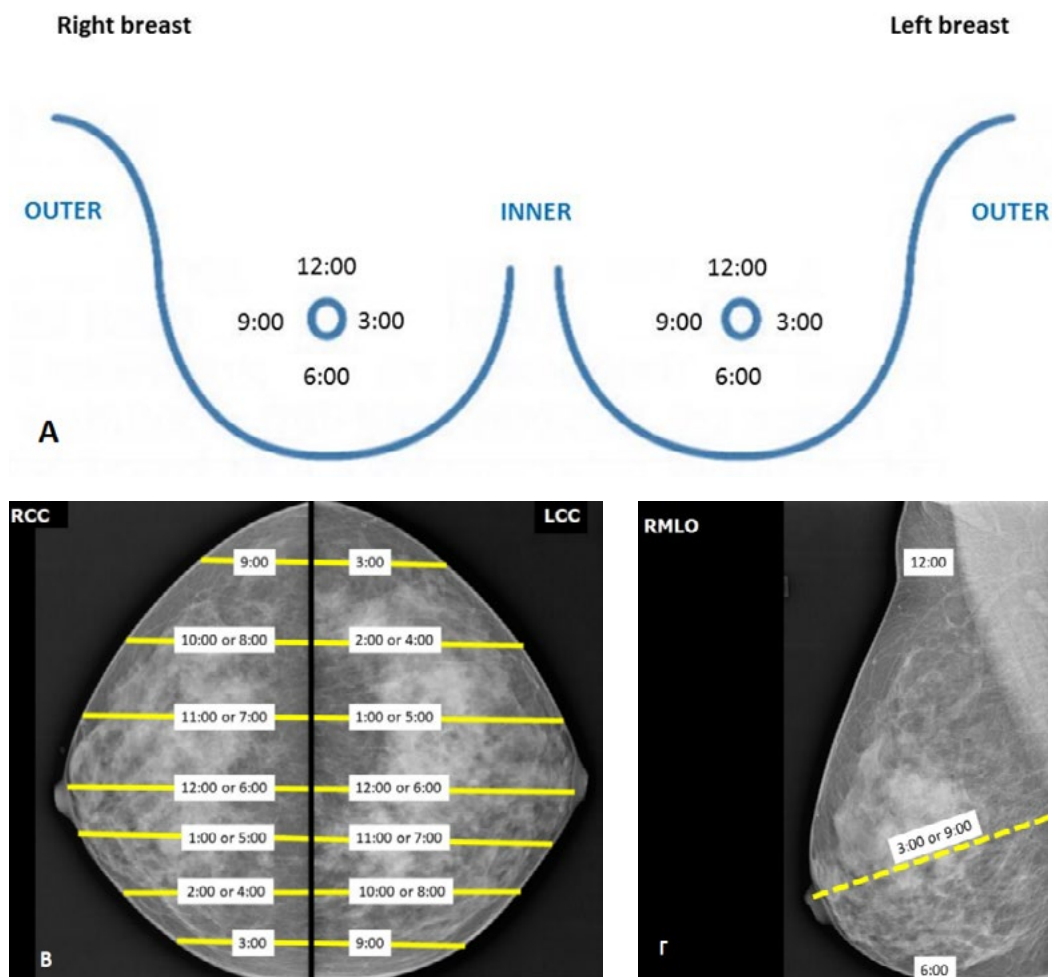 Right breast Left breast
OUTER INNER OUTER
12:00 12:00
9:00 3:00 9:00 3:00
6:00 6:00
A
RCC LCC
9:00 3:00
10:00 or 8:00 2:00 or 4:00
11:00 or 7:00 1:00 or 5:00
12:00 or 6:00 12:00 or 6:00
1:00 or 5:00 11:00 or 7:00
2:00 or 4:00 10:00 or 8:00
3:00 9:00
B
RMLO
12:00
3:00 or 9:00
Г
6:00